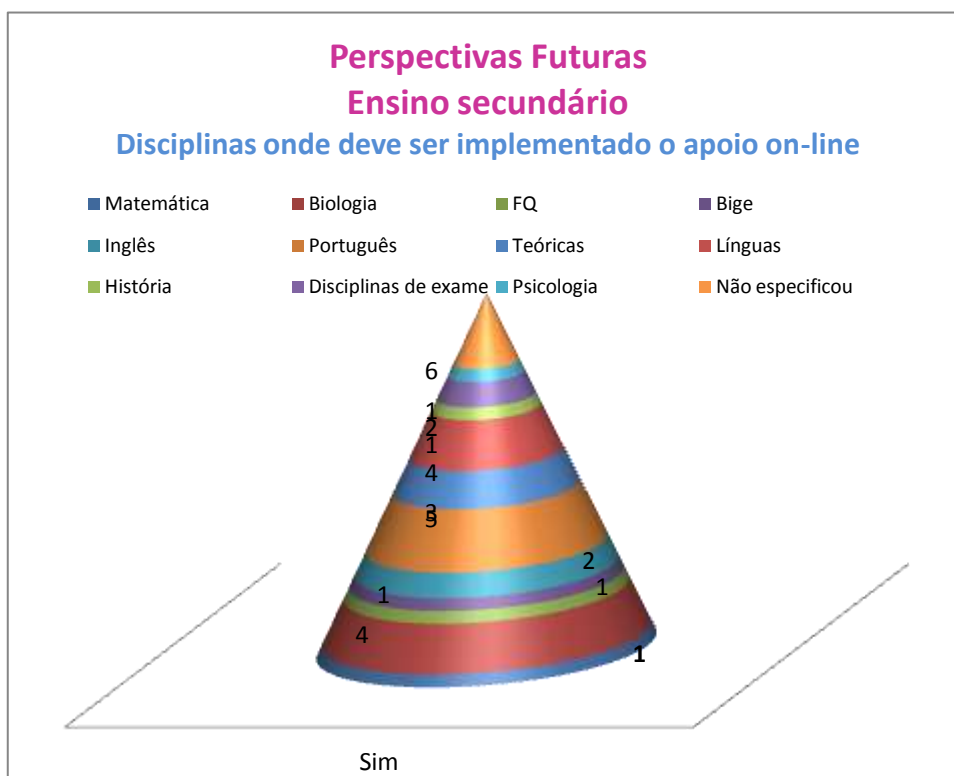 Perspectivas Futuras
Ensino secundário
Disciplinas onde deve ser implementado o apoio on-line
Matemática Biologia FQ Bige
Inglês Português Teóricas Línguas
História Disciplinas de exame Psicologia Não especificou
6
1
2
1
4
3
5
2
1
1
4
1
Sim